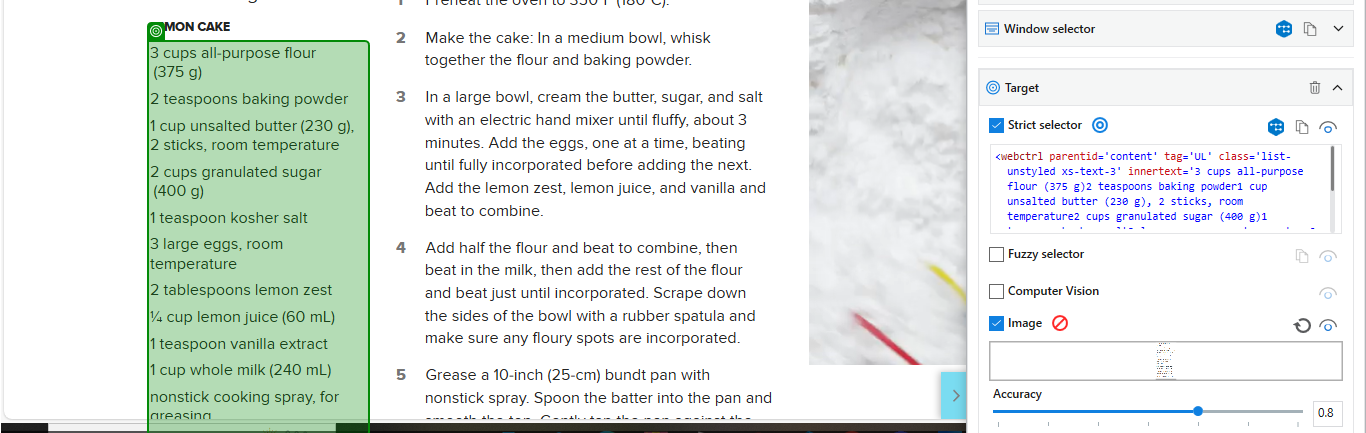 1 Preheat the oven to 350°F (180°C).
MON CAKE
3 cups all-purpose flour
(375 g)
2 teaspoons baking powder
1 cup unsalted butter (230 g),
2 sticks, room temperature
2 cups granulated sugar
(400 g)
1 teaspoon kosher salt
3 large eggs, room
temperature
2 tablespoons lemon zest
¼ cup lemon juice (60 mL)
1 teaspoon vanilla extract
1 cup whole milk (240 mL)
nonstick cooking spray, for
greasing
2 Make the cake: In a medium bowl, whisk
together the flour and baking powder.
3 In a large bowl, cream the butter, sugar, and salt
with an electric hand mixer until fluffy, about 3
minutes. Add the eggs, one at a time, beating
until fully incorporated before adding the next.
Add the lemon zest, lemon juice, and vanilla and
beat to combine.
4 Add half the flour and beat to combine, then
beat in the milk, then add the rest of the flour
and beat just until incorporated. Scrape down
the sides of the bowl with a rubber spatula and
make sure any floury spots are incorporated.
5 Grease a 10-inch (25-cm) bundt pan with
nonstick spray. Spoon the batter into the pan and
smooth the top. Gently tap the pan against the
Window selector
Target
Strict selector
<webctrl parentid='content' tag='UL' class='list-
unstyled xs-text-3' innertext='3 cups all-purpose
flour (375 g)2 teaspoons baking powder1 cup
unsalted butter (230 g), 2 sticks, room
temperature2 cups granulated sugar (400 g)1
Fuzzy selector
Computer Vision
Image
Accuracy
0.8